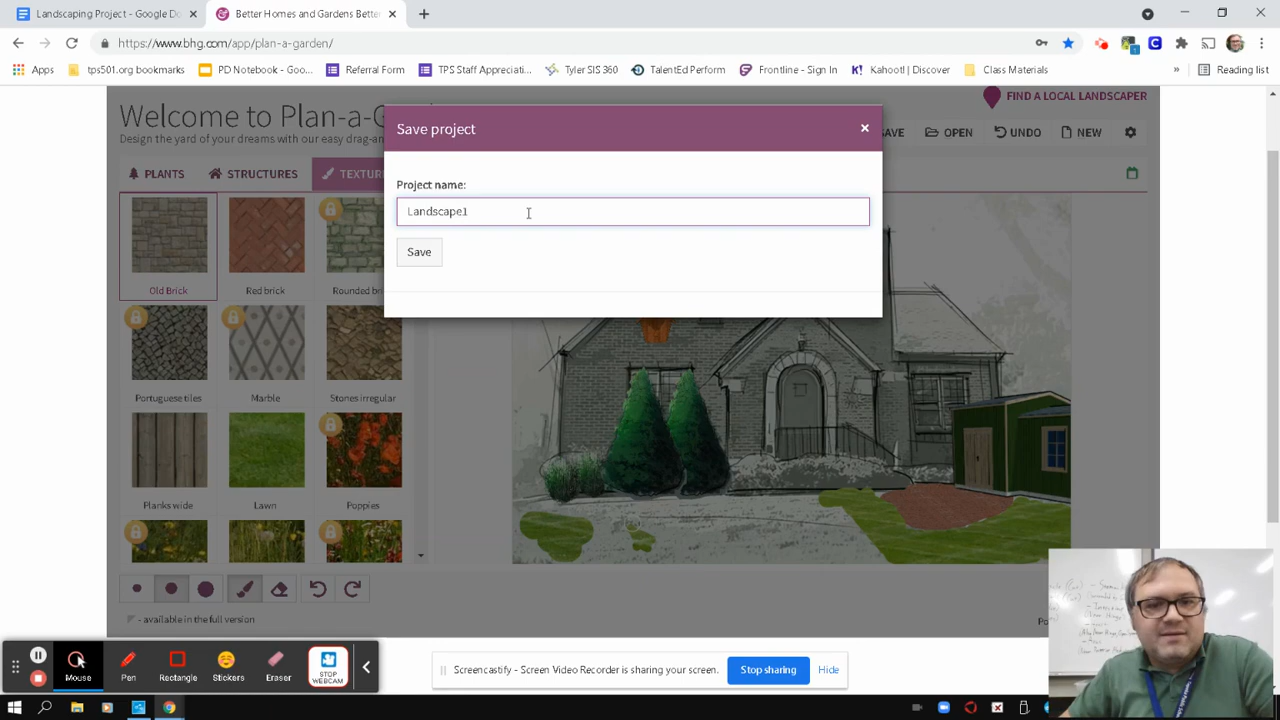 Landscaping Project - Google Do
Better Homes and Gardens Bette
https://www.bhg.com/app/plan-a-garden/
Apps
tps501.org bookmarks
PD Notebook - Goo...
Referral Form
TPS Staff Appreciati...
Tyler SIS 360
TalentEd Perform
Frontline - Sign In
Kahoot! | Discover
Class Materials
»
Reading list
Welcome to Plan-a-G
Design the yard of your dreams with our easy drag-an
FIND A LOCAL LANDSCAPER
AVE
OPEN
UNDO
NEW
PLANTS
STRUCTURES
TEXTUR
Save project
×
Project name:
Landscape1
Save
Old Brick
Red brick
Rounded bri
Portuguese tiles
Marble
Stones irregular
Planks wide
Lawn
Poppies
- available in the full version
Po
Mouse
Pen
Rectangle
Stickers
Eraser
STOP
WEBCAM
Screencastify - Screen Video Recorder is sharing your screen.
Stop sharing
Hide